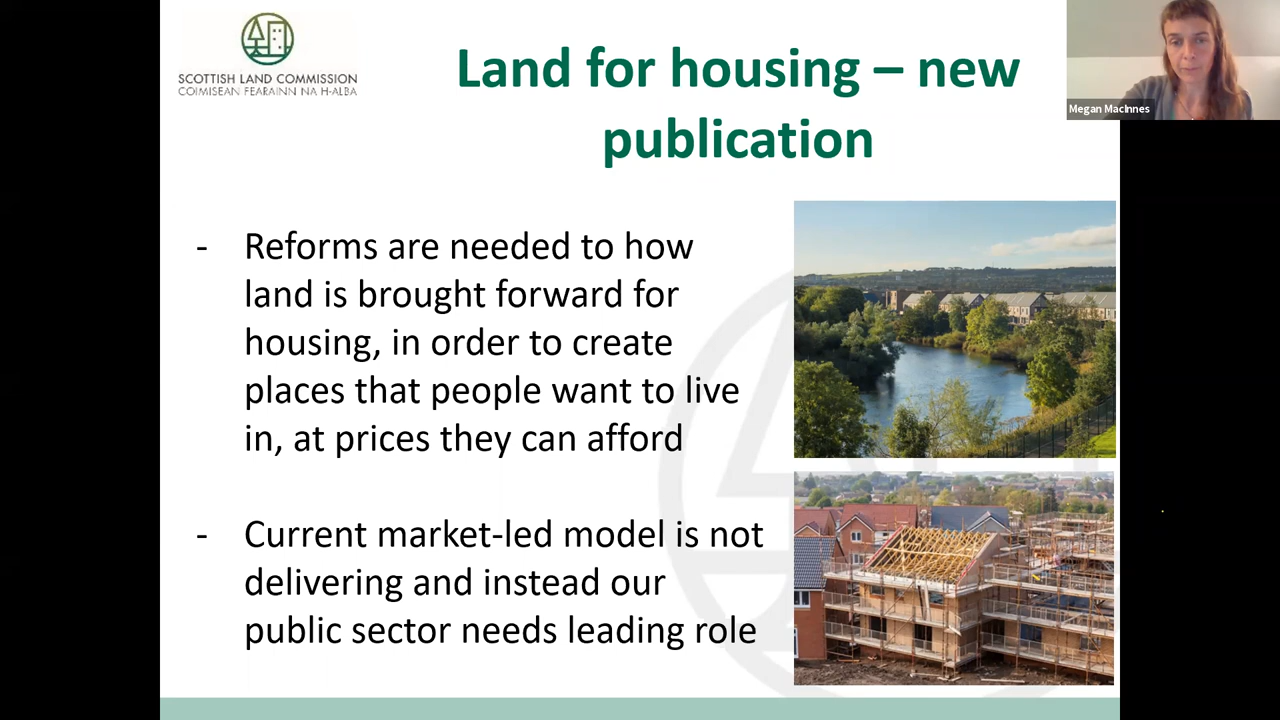 SCOTTISH LAND COMMISSION
COIMISEAN FEARAINN NA H-ALBA
Land for housing – new
publication
Megan MacInnes
- Reforms are needed to how
land is brought forward for
housing, in order to create
places that people want to live
in, at prices they can afford
- Current market-led model is not
delivering and instead our
public sector needs leading role